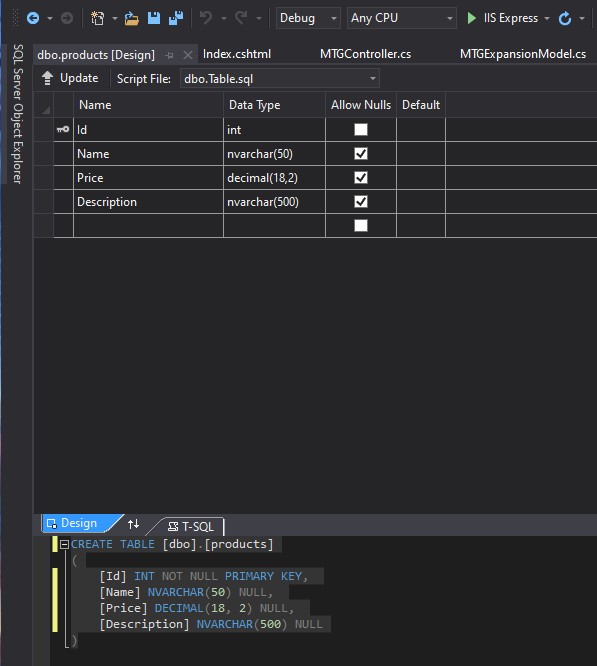 Debug Any CPU IIS Express
SQL Server Object Explorer
dbo.products [Design] Index.cshtml MTGController.cs MTGExpansionModel.cs
Update Script File: dbo.Table.sql
Name Data Type Allow Nulls Default
Id int
Name nvarchar(50)
Price decimal(18,2)
Description nvarchar(500)
Design T-SQL
CREATE TABLE [dbo].[products]
(
[Id] INT NOT NULL PRIMARY KEY,
[Name] NVARCHAR(50) NULL,
[Price] DECIMAL(18, 2) NULL,
[Description] NVARCHAR(500) NULL
)